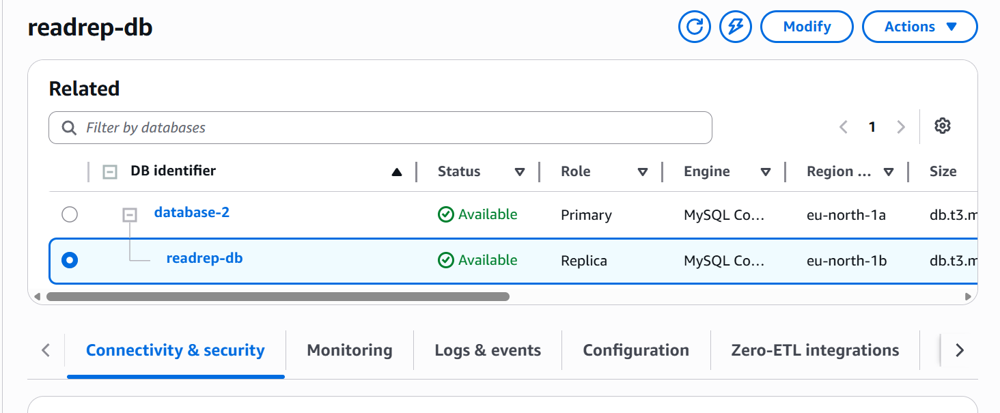 readrep-db Modify Actions
Related
Filter by databases 1
DB identifier Status Role Engine Region ... Size
database-2 Available Primary MySQL Co... eu-north-1a db.t3.m
readrep-db Available Replica MySQL Co... eu-north-1b db.t3.m
Connectivity & security Monitoring Logs & events Configuration Zero-ETL integrations